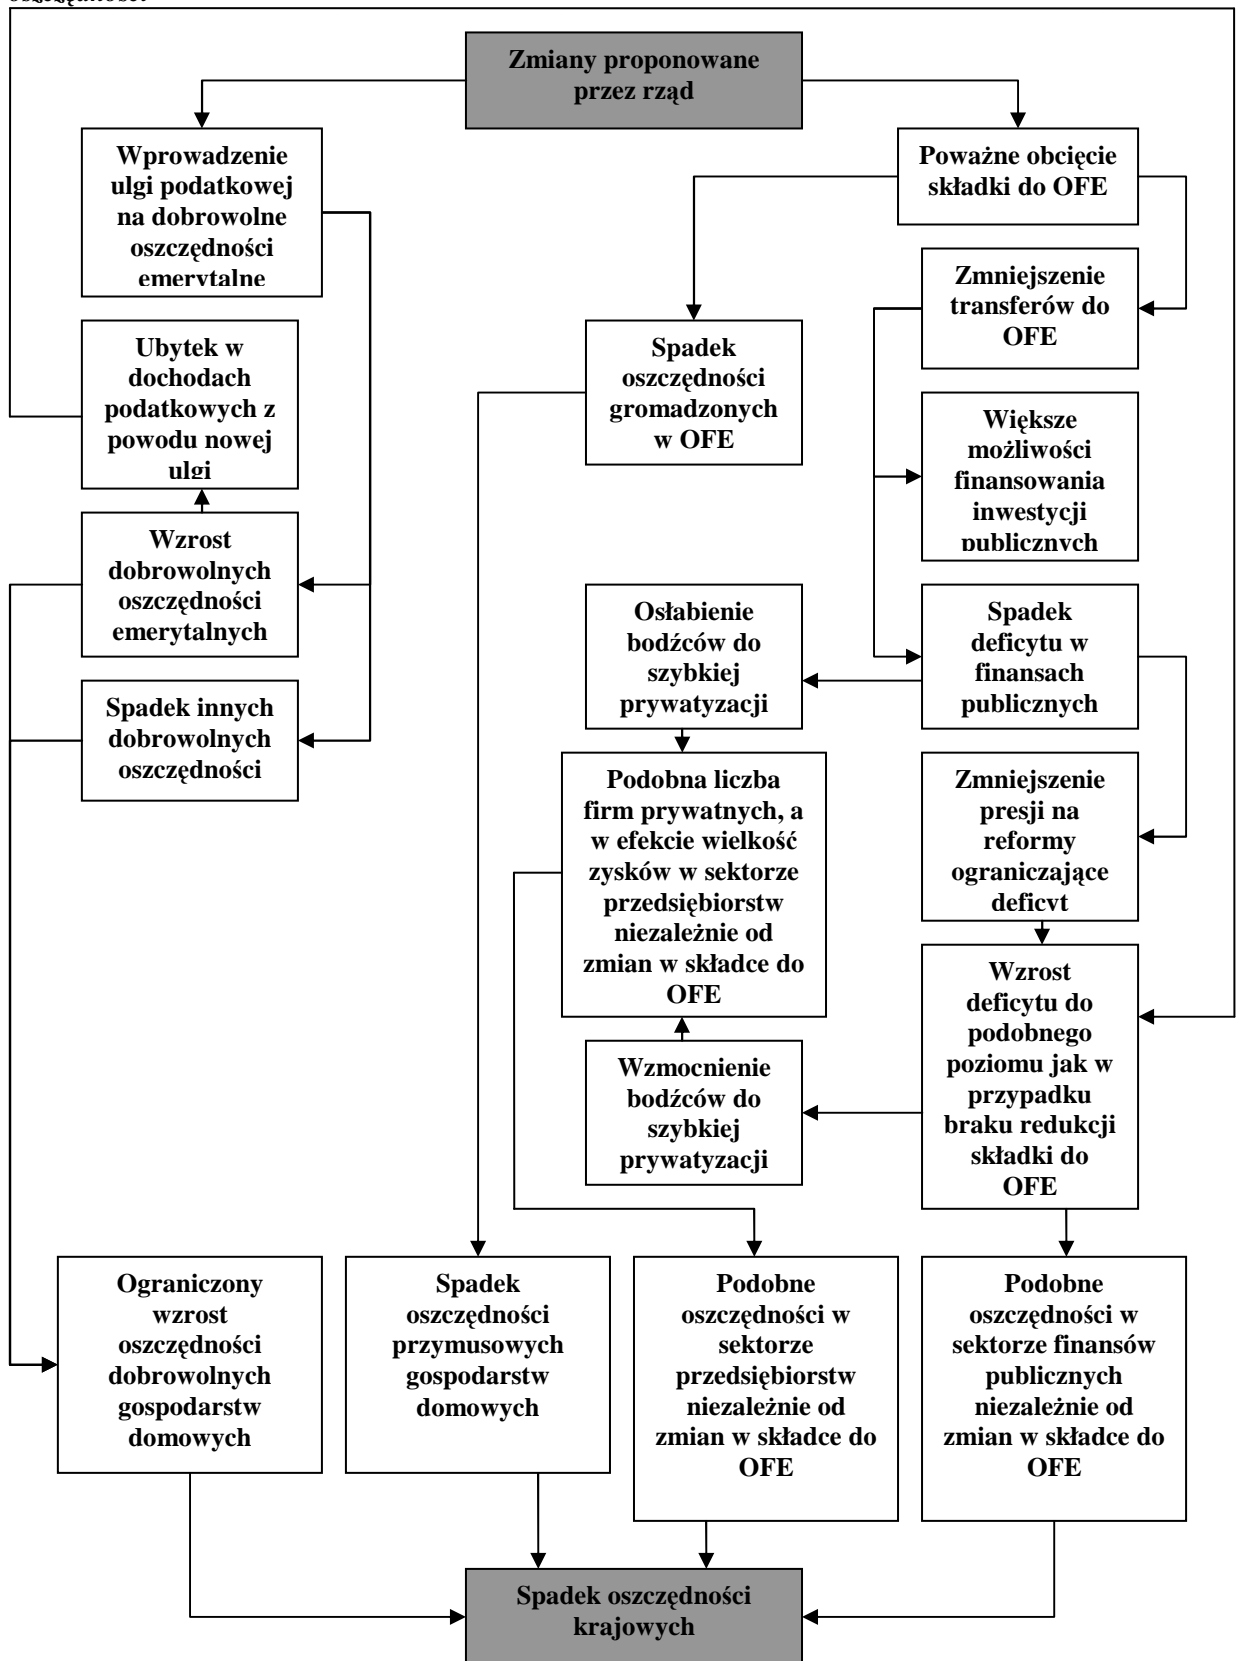 Zmiany proponowane
przez rząd
Wprowadzenie
ulgi podatkowej
na dobrowolne
oszczędności
emerytalne
Poważne obcięcie
składki do OFE
Zmniejszenie
transferów do
OFE
Ubytek w
dochodach
podatkowych z
powodu nowej
ulgi
Spadek
oszczędności
gromadzonych
w OFE
Większe
możliwości
finansowania
inwestycji
publicznych
Wzrost
dobrowolnych
oszczędności
emerytalnych
Osłabienie
bodźców do
szybkiej
prywatyzacji
Spadek
deficytu w
finansach
publicznych
Spadek innych
dobrowolnych
oszczędności
Podobna liczba
firm prywatnych, a
w efekcie wielkość
zysków w sektorze
przedsiębiorstw
niezależnie od
zmian w składce do
OFE
Zmniejszenie
presji na
reformy
ograniczające
deficyt
Wzrost
deficytu do
podobnego
poziomu jak w
przypadku
braku redukcji
składki do
OFE
Wzmocnienie
bodźców do
szybkiej
prywatyzacji
Ograniczony
wzrost
oszczędności
dobrowolnych
gospodarstw
domowych
Spadek
oszczędności
przymusowych
gospodarstw
domowych
Podobne
oszczędności w
sektorze
przedsiębiorstw
niezależnie od
zmian w składce do
OFE
Podobne
oszczędności w
sektorze finansów
publicznych
niezależnie od
zmian w składce do
OFE
Spadek oszczędności
krajowych